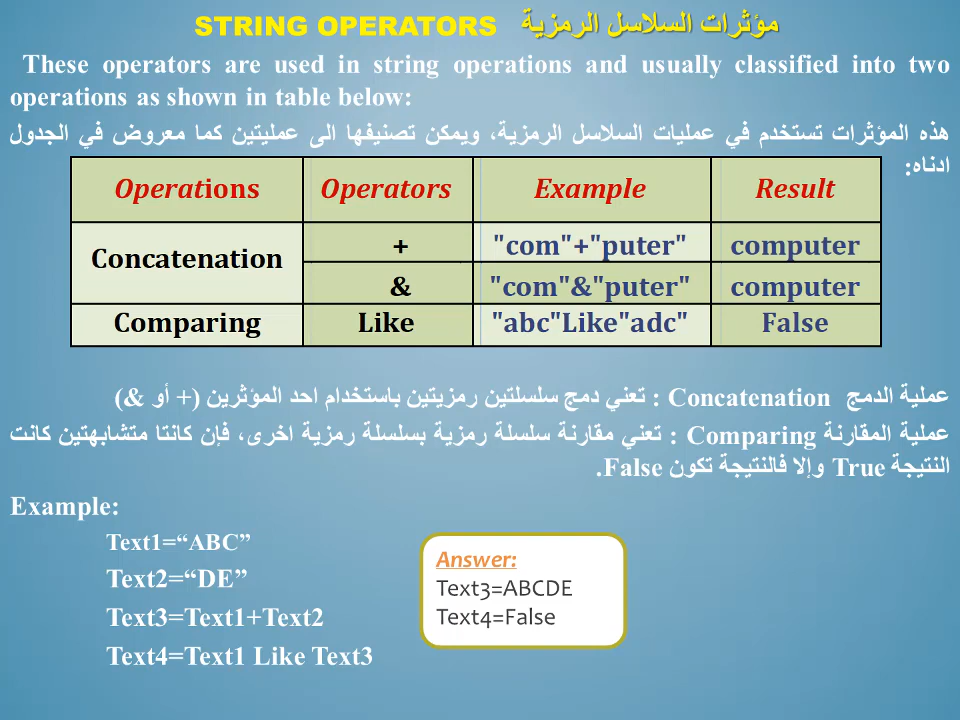 STRING OPERATORS مؤثرات السلاسل الرمزية
These operators are used in string operations and usually classified into two
operations as shown in table below:
هذه المؤثرات تستخدم في عمليات السلاسل الرمزية، ويمكن تصنيفها الى عمليتين كما معروض في الجدول
ادناه:
Operations Operators Example Result
Concatenation + "com"+"puter" computer
& "com"&"puter" computer
Comparing Like "abc"Like"adc" False
عملية الدمج Concatenation : تعني دمج سلسلتين رمزيتين باستخدام احد المؤثرين (+ أو &)
عملية المقارنة Comparing : تعني مقارنة سلسلة رمزية بسلسلة رمزية اخرى، فإن كانتا متشابهتين كانت
النتيجة True وإلا فالنتيجة تكون False.
Example:
Text1=“ABC”
Text2=“DE”
Text3=Text1+Text2
Text4=Text1 Like Text3
Answer:
Text3=ABCDE
Text4=False